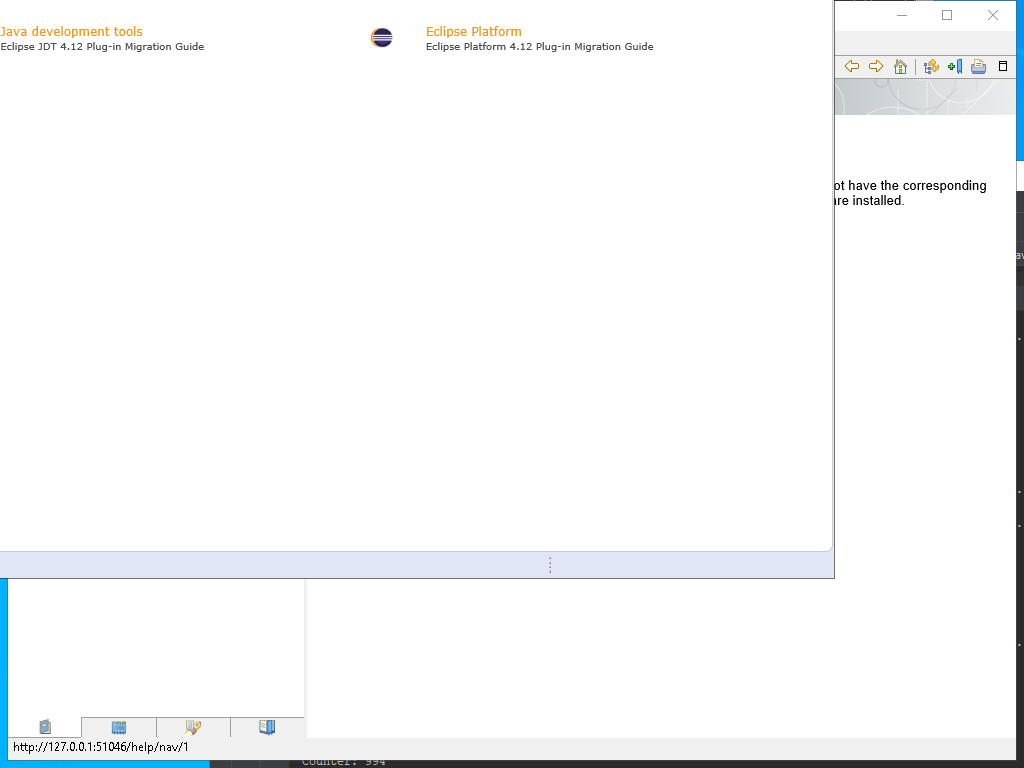 Java development tools
Eclipse JDT 4.12 Plug-in Migration Guide
Eclipse Platform
Eclipse Platform 4.12 Plug-in Migration Guide
ot have the corresponding
are installed.
http://127.0.0.1:51046/help/nav/1
Counter: 994